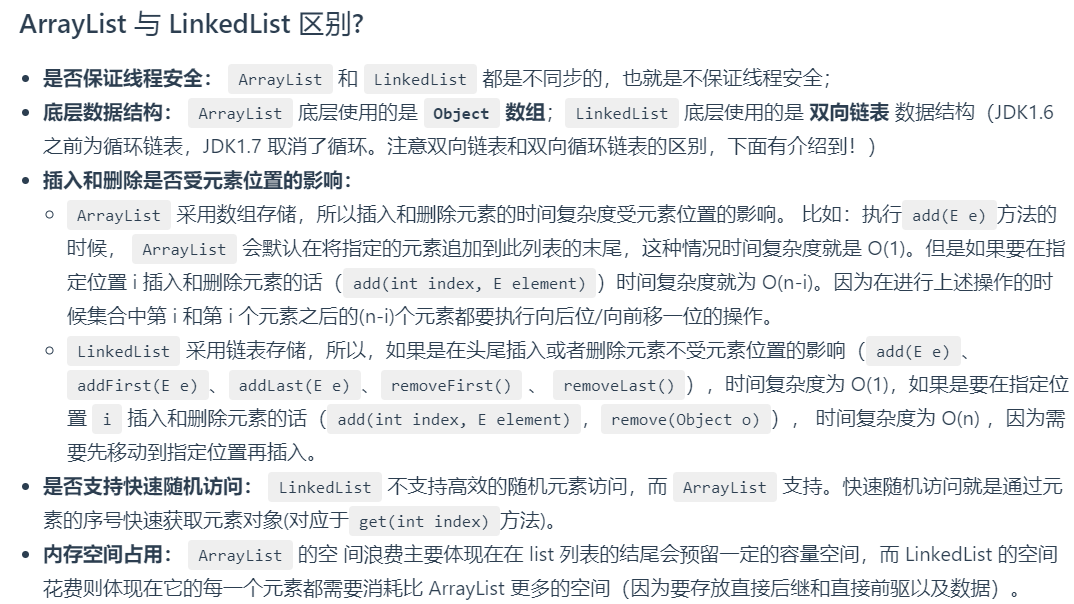 ArrayList 与 LinkedList 区别?
是否保证线程安全： ArrayList 和 LinkedList 都是不同步的，也就是不保证线程安全；
底层数据结构： ArrayList 底层使用的是 Object 数组；LinkedList 底层使用的是 双向链表 数据结构（JDK1.6
之前为循环链表，JDK1.7 取消了循环。注意双向链表和双向循环链表的区别，下面有介绍到！）
插入和删除是否受元素位置的影响：
ArrayList 采用数组存储，所以插入和删除元素的时间复杂度受元素位置的影响。 比如：执行 add(E e) 方法的
时候， ArrayList 会默认在将指定的元素追加到此列表的末尾，这种情况时间复杂度就是 O(1)。但是如果要在指
定位置 i 插入和删除元素的话（ add(int index, E element) ）时间复杂度就为 O(n-i)。因为在进行上述操作的时
候集合中第 i 和第 i 个元素之后的(n-i)个元素都要执行向后位/向前移一位的操作。
LinkedList 采用链表存储，所以，如果是在头尾插入或者删除元素不受元素位置的影响（ add(E e) 、
addFirst(E e) 、 addLast(E e) 、 removeFirst() 、 removeLast() ），时间复杂度为 O(1)，如果是要在指定位
置 i 插入和删除元素的话（ add(int index, E element) ， remove(Object o) ）， 时间复杂度为 O(n) ，因为需
要先移动到指定位置再插入。
是否支持快速随机访问： LinkedList 不支持高效的随机元素访问，而 ArrayList 支持。快速随机访问就是通过元
素的序号快速获取元素对象(对应于 get(int index) 方法)。
内存空间占用： ArrayList 的空 间浪费主要体现在在 list 列表的结尾会预留一定的容量空间，而 LinkedList 的空间
花费则体现在它的每一个元素都需要消耗比 ArrayList 更多的空间（因为要存放直接后继和直接前驱以及数据）。